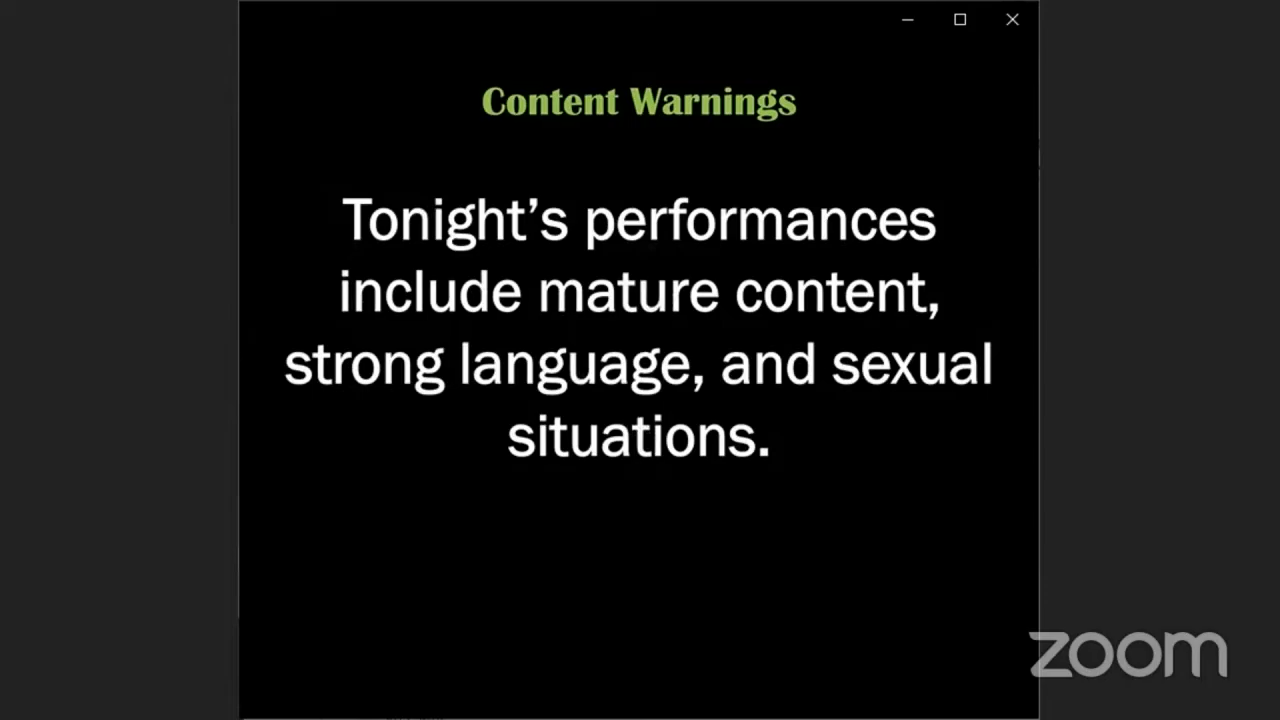 Content Warnings
Tonight’s performances
include mature content,
strong language, and sexual
situations.
zoom